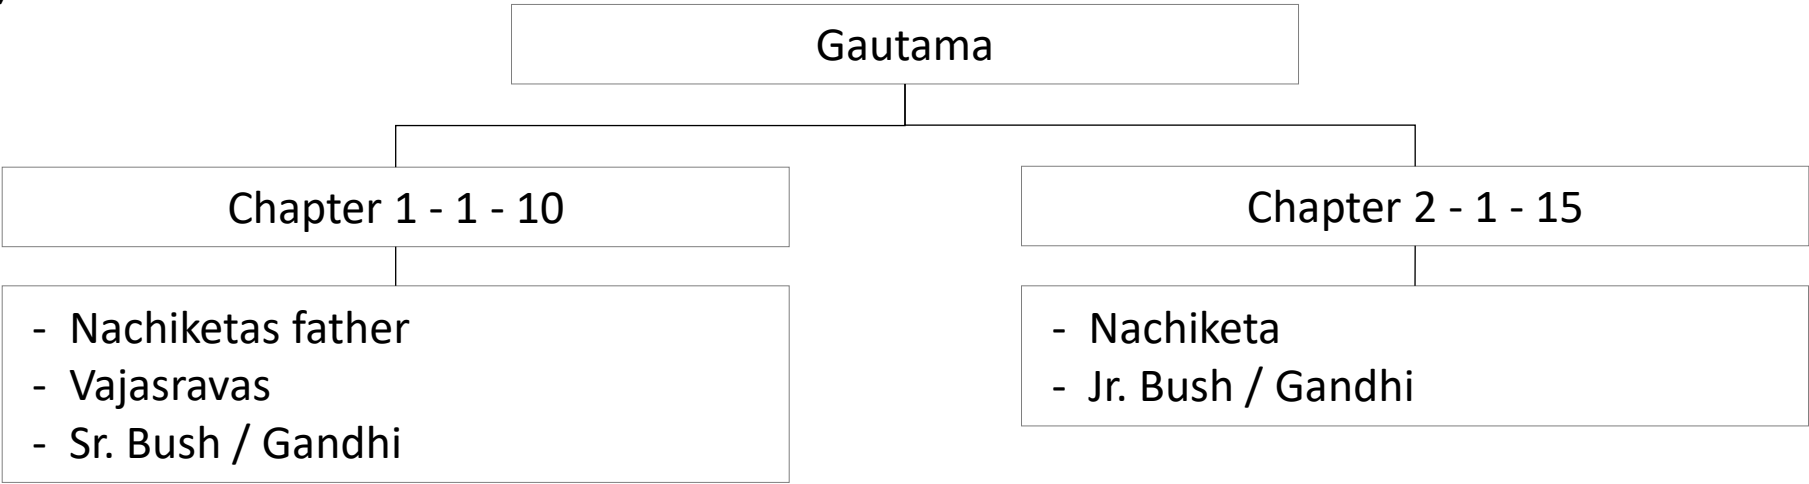 Gautama
Chapter 1 - 1 - 10
Chapter 2 - 1 - 15
- Nachiketas father
- Vajasravas
- Sr. Bush / Gandhi
- Nachiketa
- Jr. Bush / Gandhi